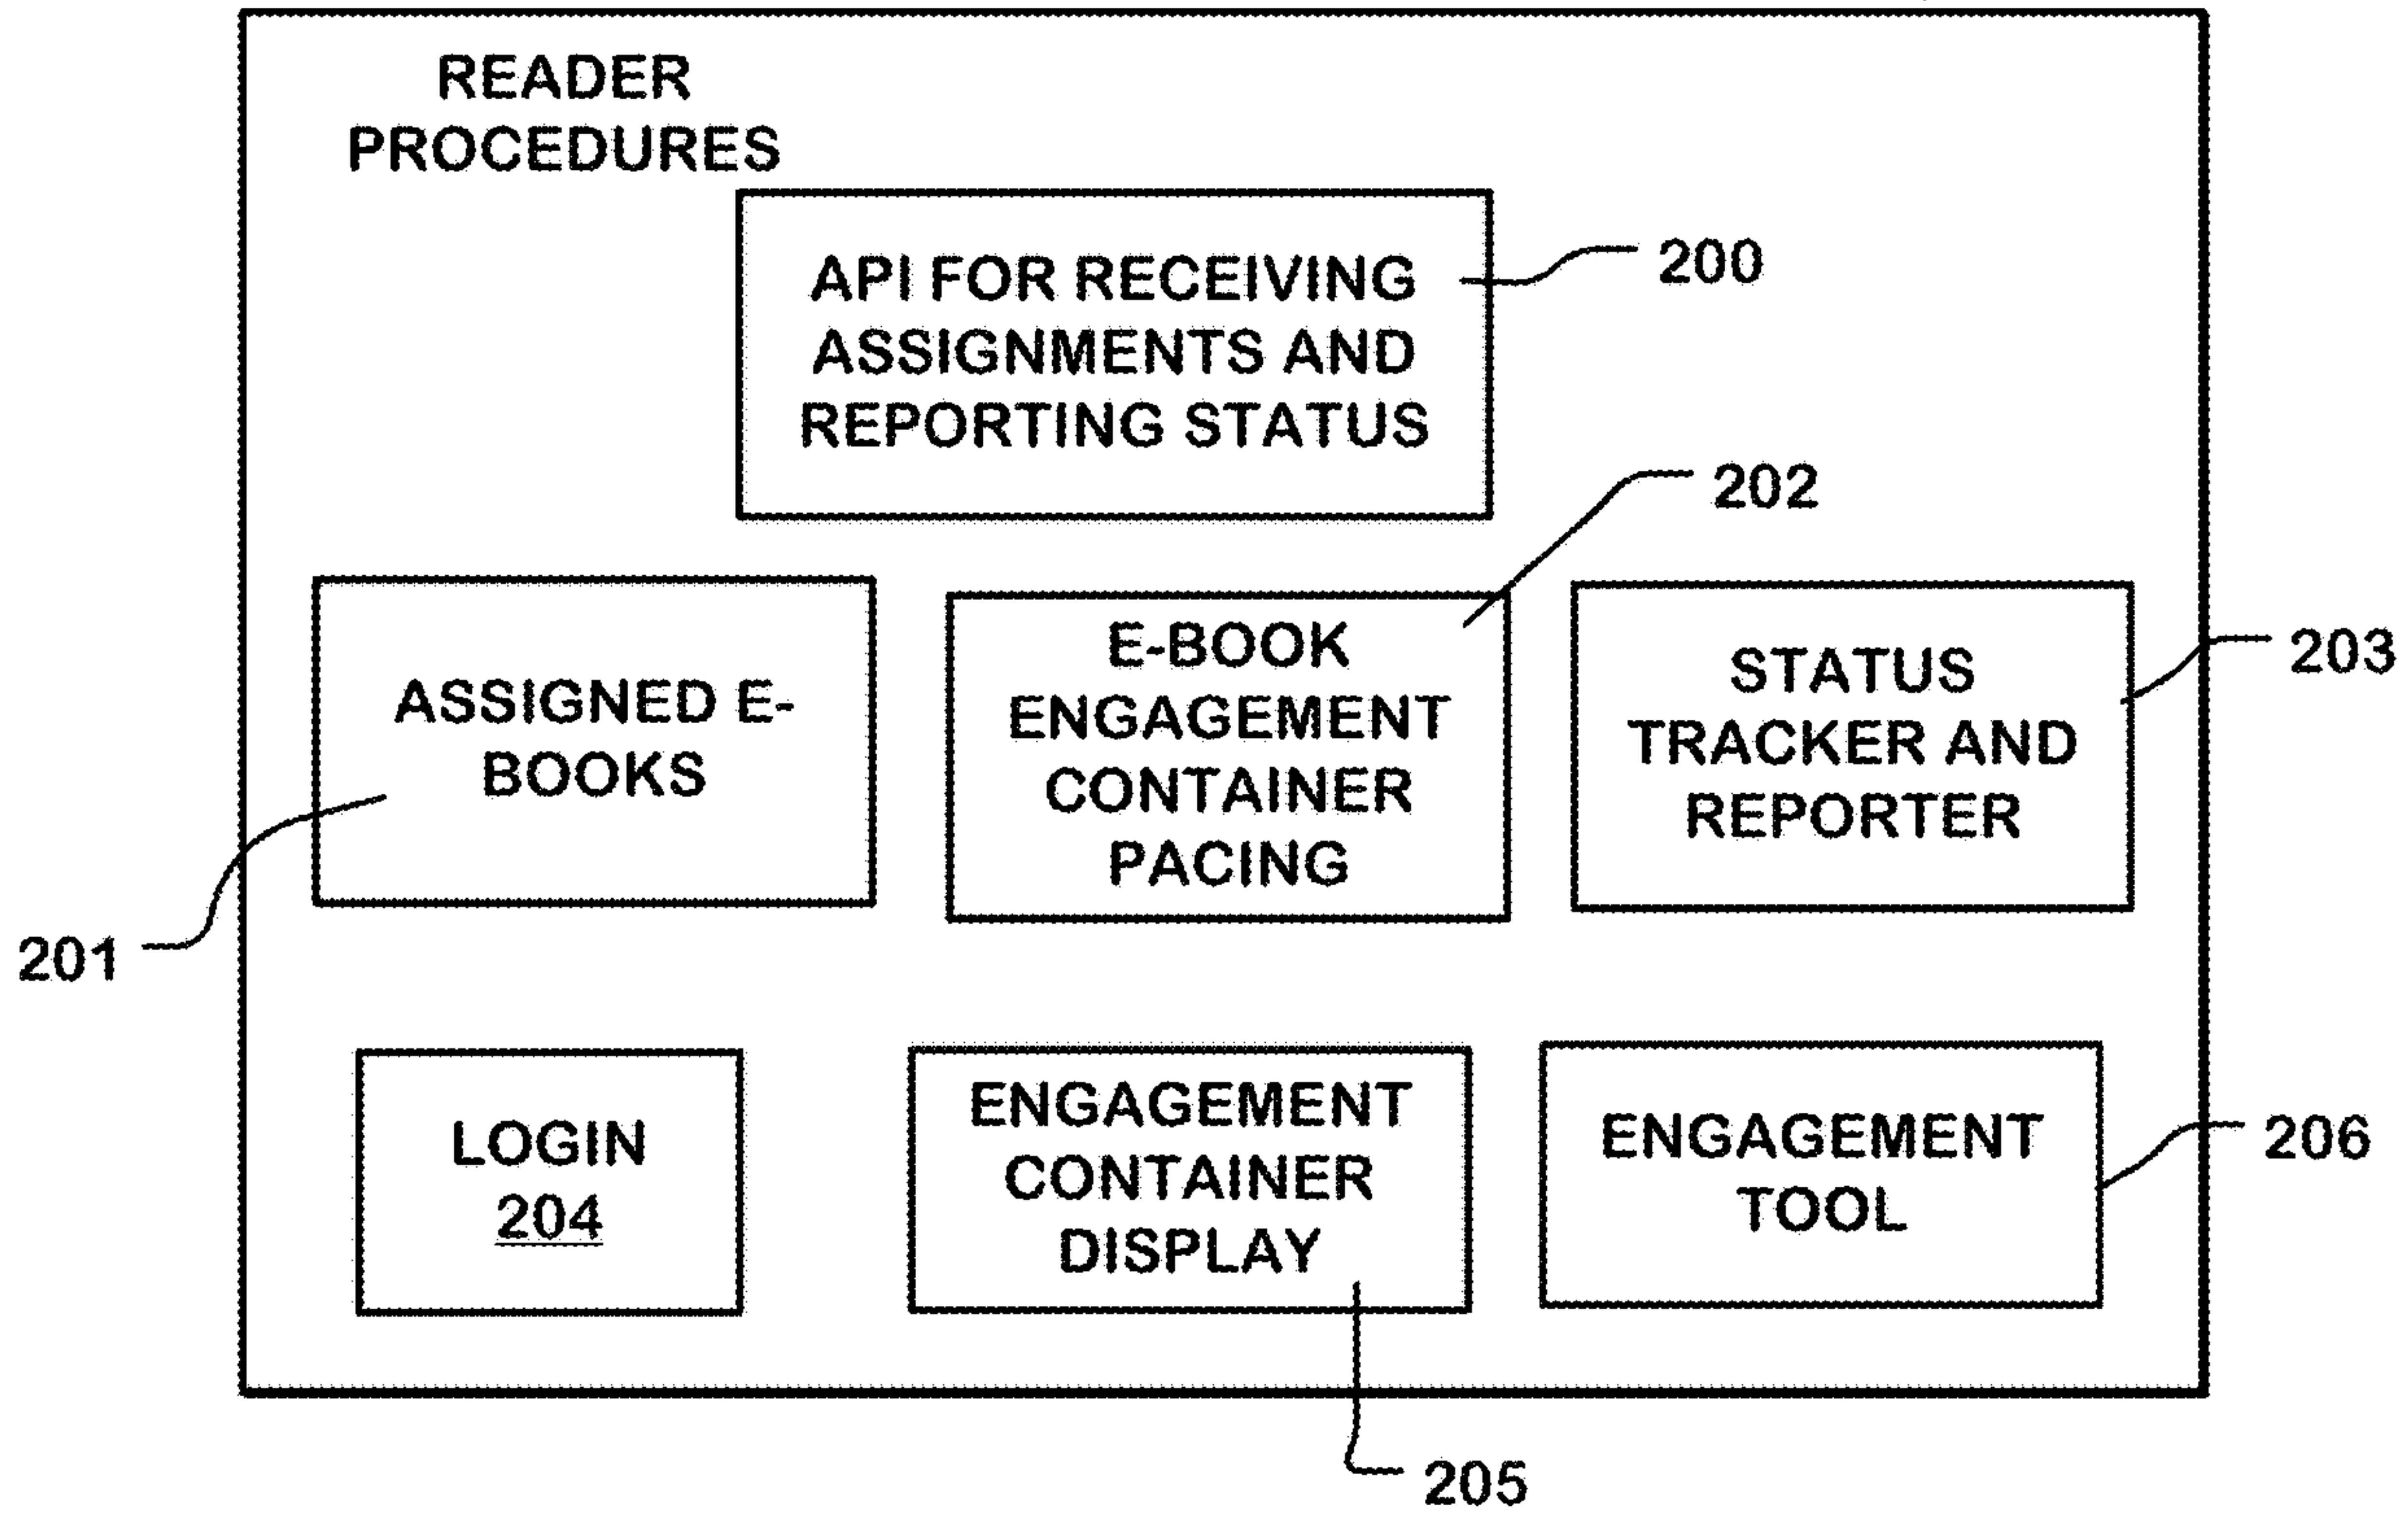 READER
PROCEDURES
API FOR RECEIVING
ASSIGNMENTS AND
REPORTING STATUS
200
202
ASSIGNED E-
BOOKS
201
E-BOOK
ENGAGEMENT
CONTAINER
PACING
STATUS
TRACKER AND
REPORTER
203
LOGIN
204
ENGAGEMENT
CONTAINER
DISPLAY
205
ENGAGEMENT
TOOL
206